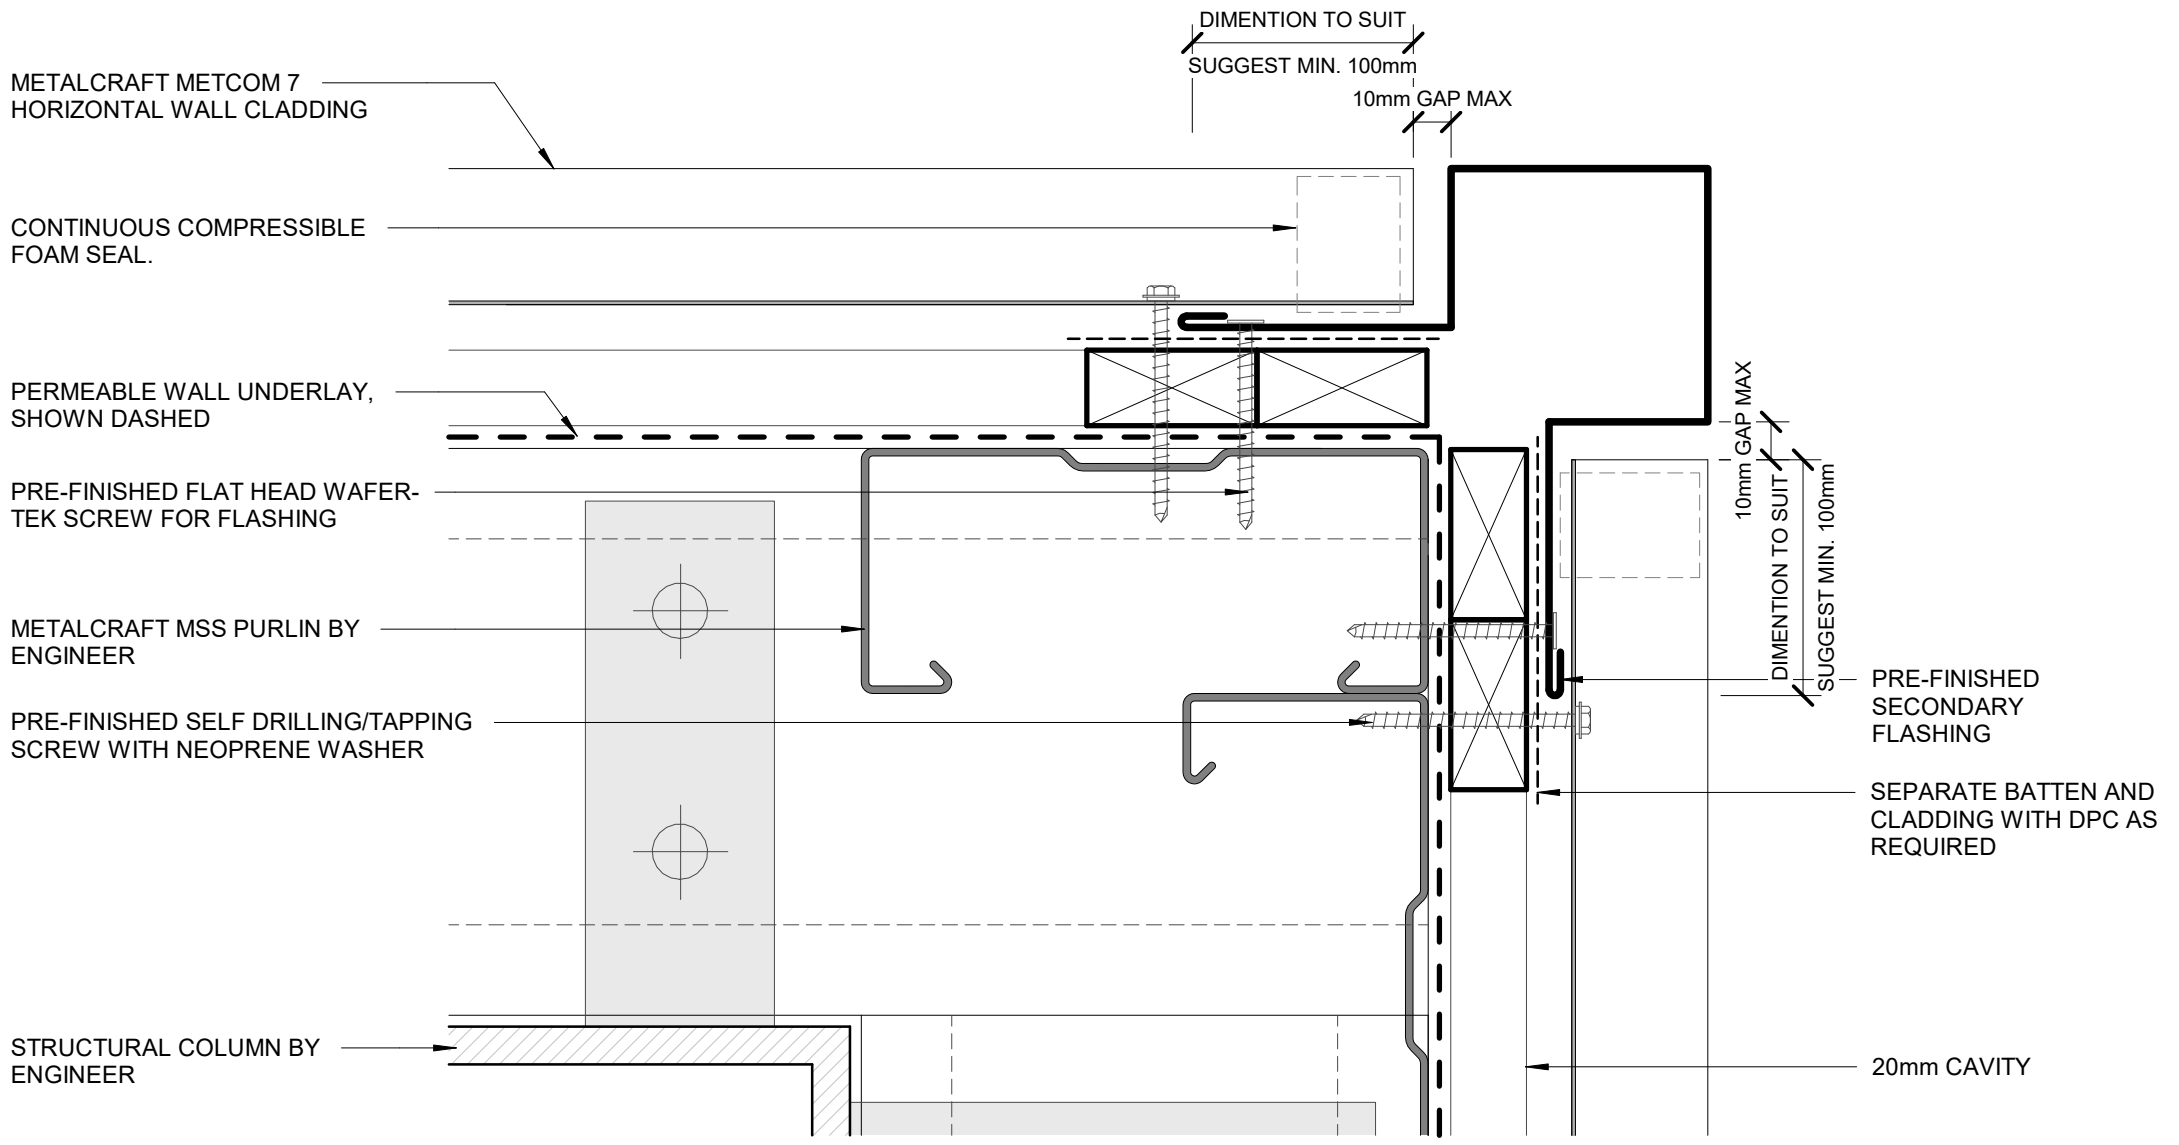 DIMENTION TO SUIT
SUGGEST MIN. 100mm
10mm GAP MAX
METALCRAFT METCOM 7
HORIZONTAL WALL CLADDING
CONTINUOUS COMPRESSIBLE
FOAM SEAL.
PERMEABLE WALL UNDERLAY,
SHOWN DASHED
PRE-FINISHED FLAT HEAD WAFER-
TEK SCREW FOR FLASHING
METALCRAFT MSS PURLIN BY
ENGINEER
PRE-FINISHED SELF DRILLING/TAPPING
SCREW WITH NEOPRENE WASHER
STRUCTURAL COLUMN BY
ENGINEER
10mm GAP MAX
DIMENTION TO SUIT
SUGGEST MIN. 100mm
PRE-FINISHED
SECONDARY
FLASHING
SEPARATE BATTEN AND
CLADDING WITH DPC AS
REQUIRED
20mm CAVITY